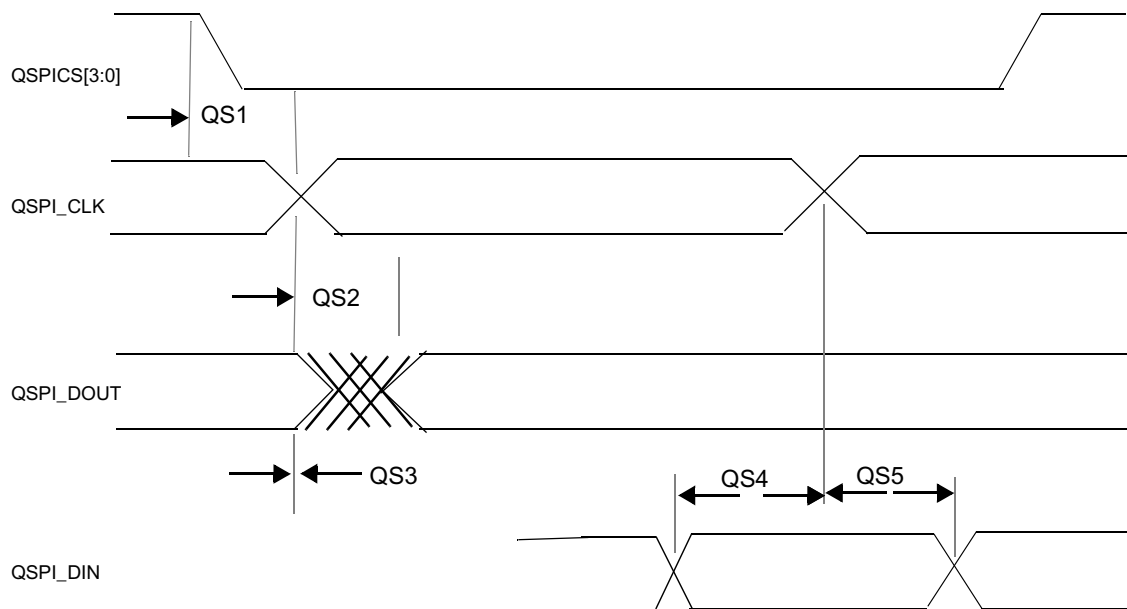 QSPICS[3:0]
QS1
QSPI_CLK
QS2
QSPI_DOUT
QS3
QS4
QS5
QSPI_DIN